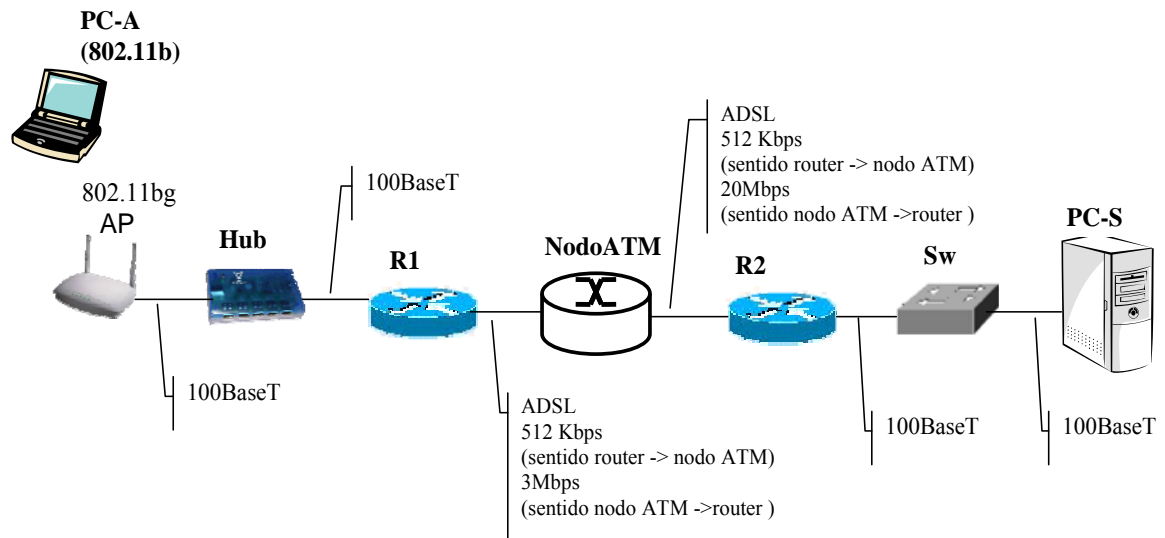 PC-A
(802.11b)
802.11bg
AP
Hub
100BaseT
R1
NodoATM
ADSL
512 Kbps
(sentido router -> nodo ATM)
20Mbps
(sentido nodo ATM ->router )
R2
Sw
PC-S
100BaseT
ADSL
512 Kbps
(sentido router -> nodo ATM)
3Mbps
(sentido nodo ATM ->router )
100BaseT
100BaseT